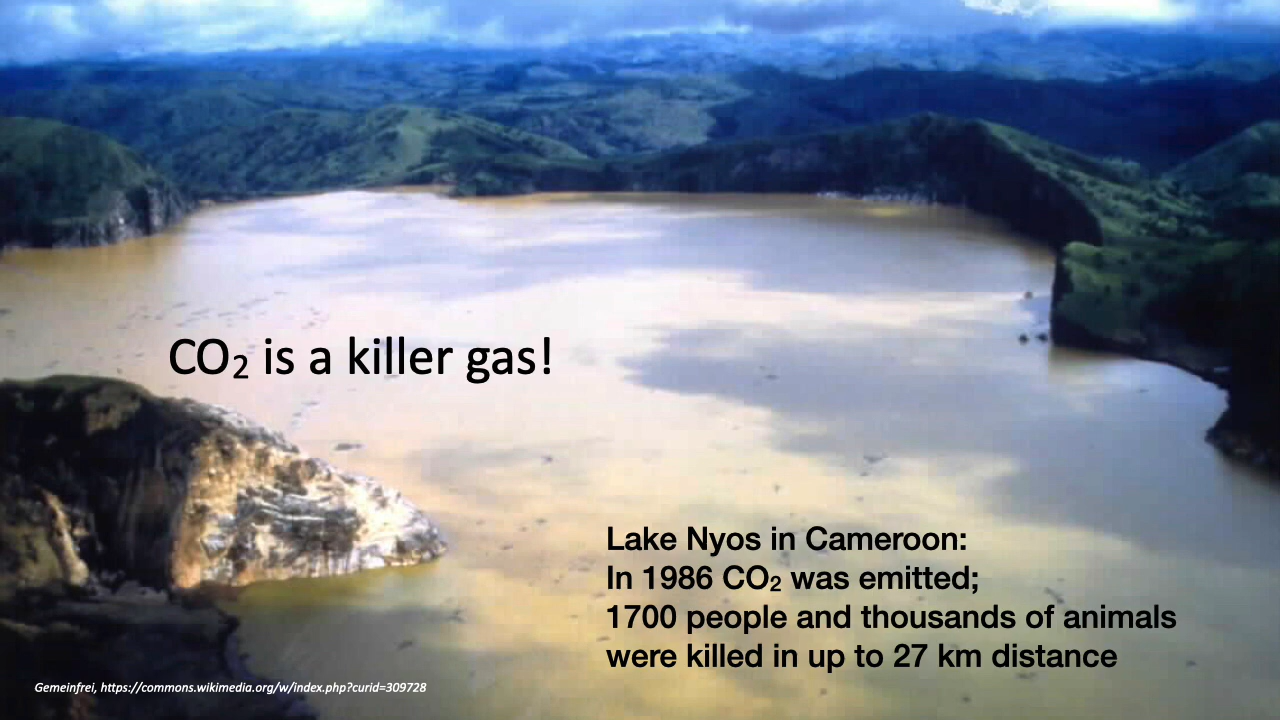 CO₂ is a killer gas!
Lake Nyos in Cameroon:
In 1986 CO₂ was emitted;
1700 people and thousands of animals
were killed in up to 27 km distance
Gemeinfrei, https://commons.wikimedia.org/w/index.php?curid=309728